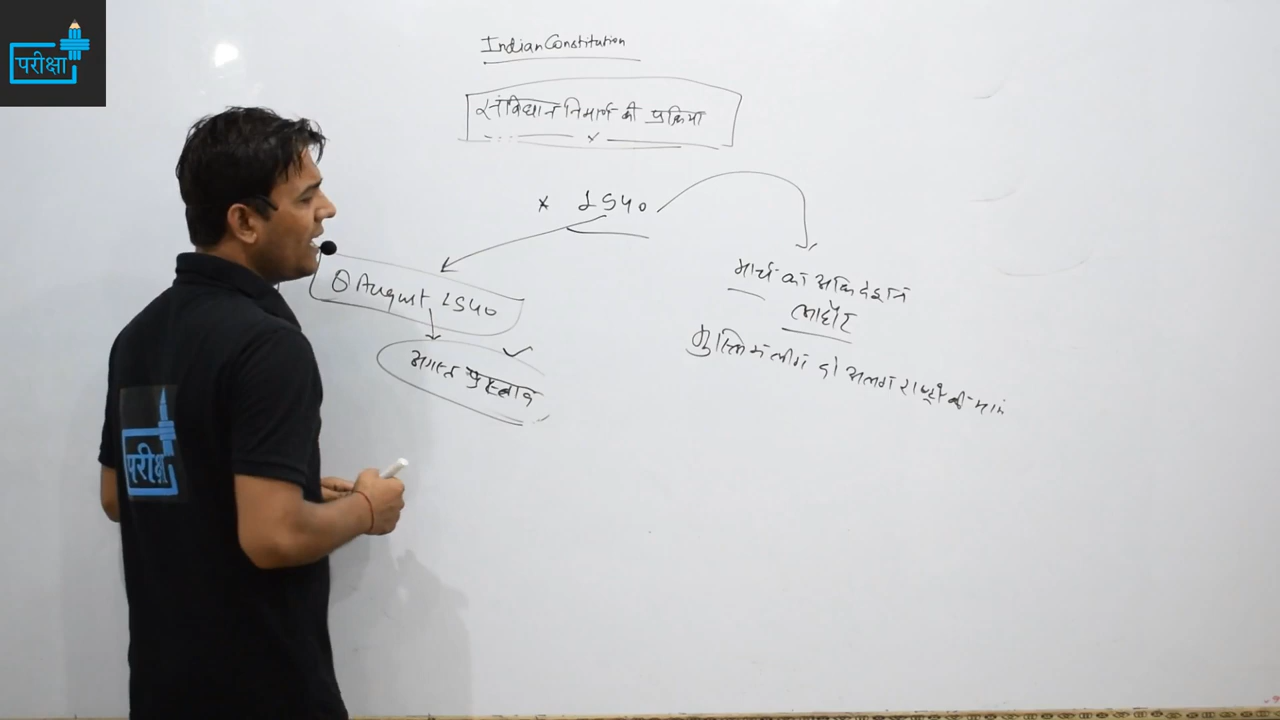 परीक्षा
Indian Constitution
संविधान निमार्ण की प्रक्रिया
* 1940
8 August, 1940
अगस्त प्रस्ताव
मार्च का अधिवेशन
लाहौर
मुस्लिम लीग ने अलग राष्ट्र की मांग
परीक्षा